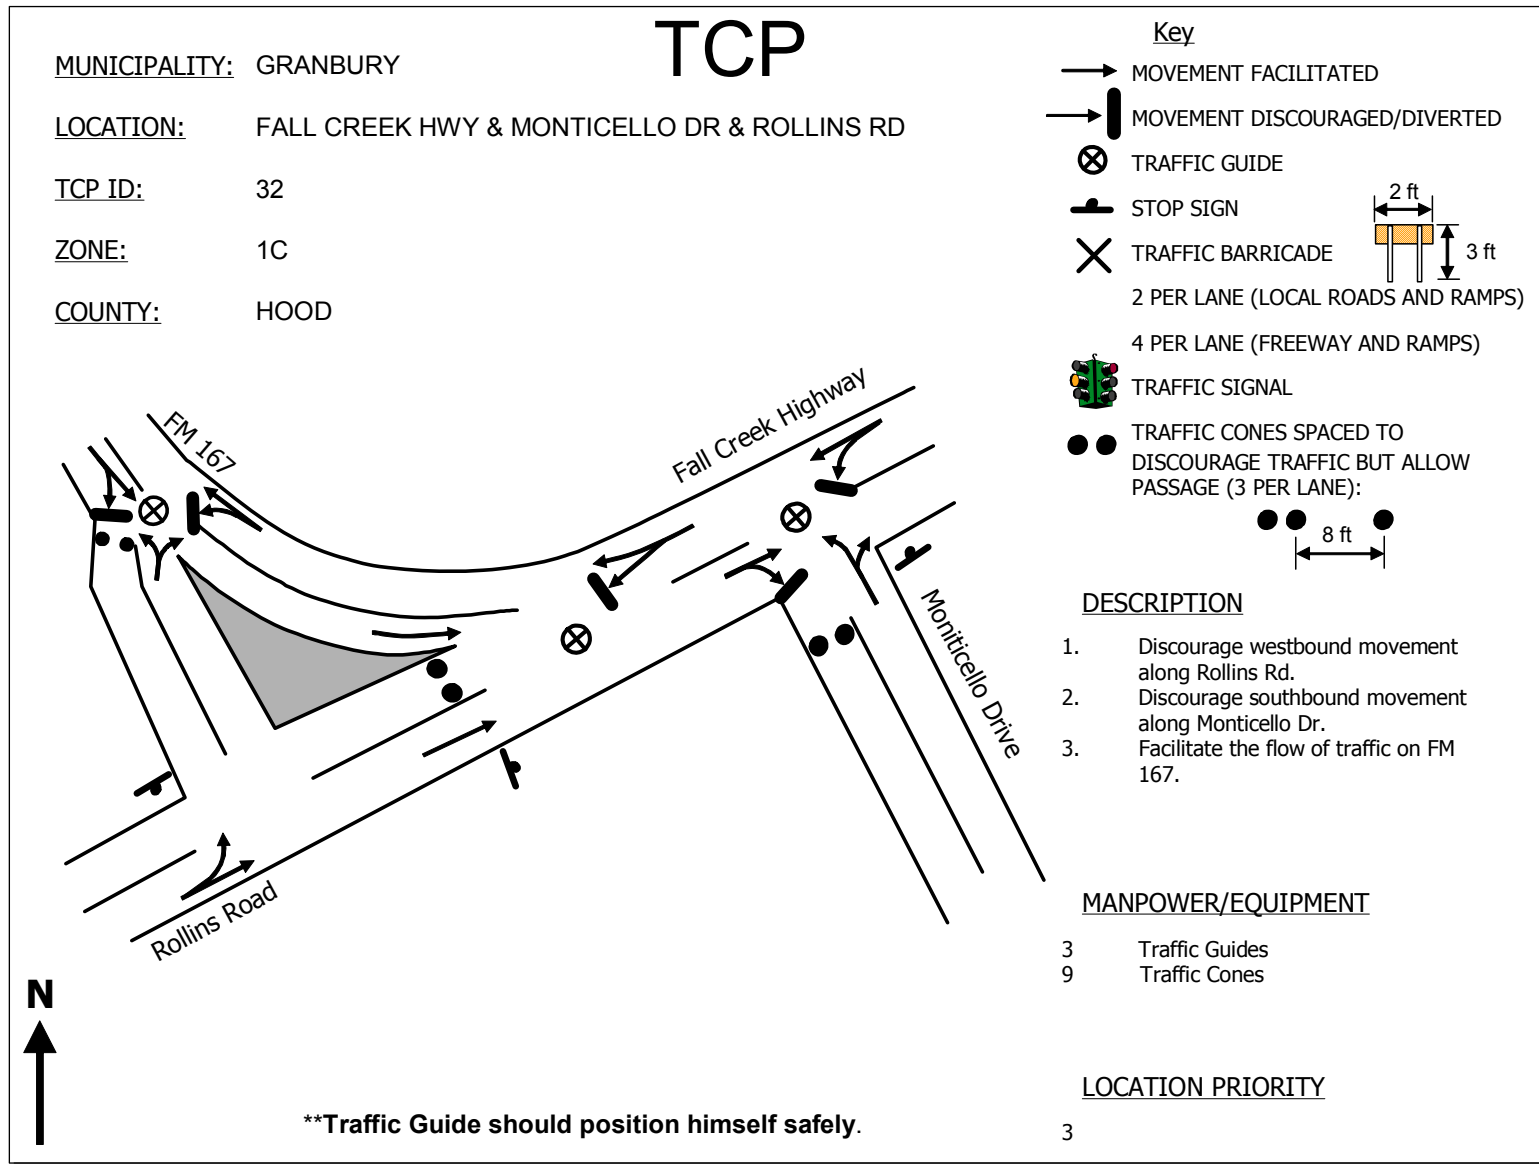 TCP
MUNICIPALITY: GRANBURY
LOCATION: FALL CREEK HWY & MONTICELLO DR & ROLLINS RD
TCP ID: 32
ZONE: 1C
COUNTY: HOOD
Key
MOVEMENT FACILITATED
MOVEMENT DISCOURAGED/DIVERTED
TRAFFIC GUIDE
STOP SIGN
TRAFFIC BARRICADE
2 ft
3 ft
2 PER LANE (LOCAL ROADS AND RAMPS)
4 PER LANE (FREEWAY AND RAMPS)
TRAFFIC SIGNAL
TRAFFIC CONES SPACED TO
DISCOURAGE TRAFFIC BUT ALLOW
PASSAGE (3 PER LANE):
8 ft
FM 167
Fall Creek Highway
Moniticello Drive
Rollins Road
N
**Traffic Guide should position himself safely.
DESCRIPTION
1. Discourage westbound movement
along Rollins Rd.
2. Discourage southbound movement
along Monticello Dr.
3. Facilitate the flow of traffic on FM
167.
MANPOWER/EQUIPMENT
3 Traffic Guides
9 Traffic Cones
LOCATION PRIORITY
3